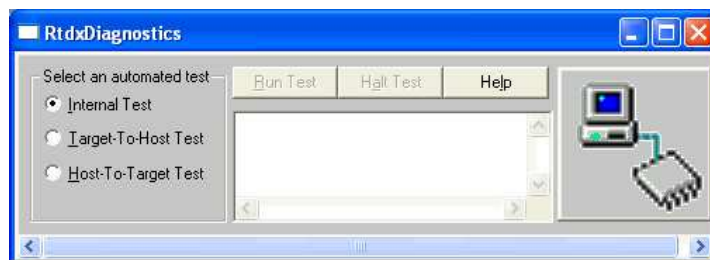 RtdxDiagnostics
Select an automated test
Internal Test
Target-To-Host Test
Host-To-Target Test
Run Test
Halt Test
Help